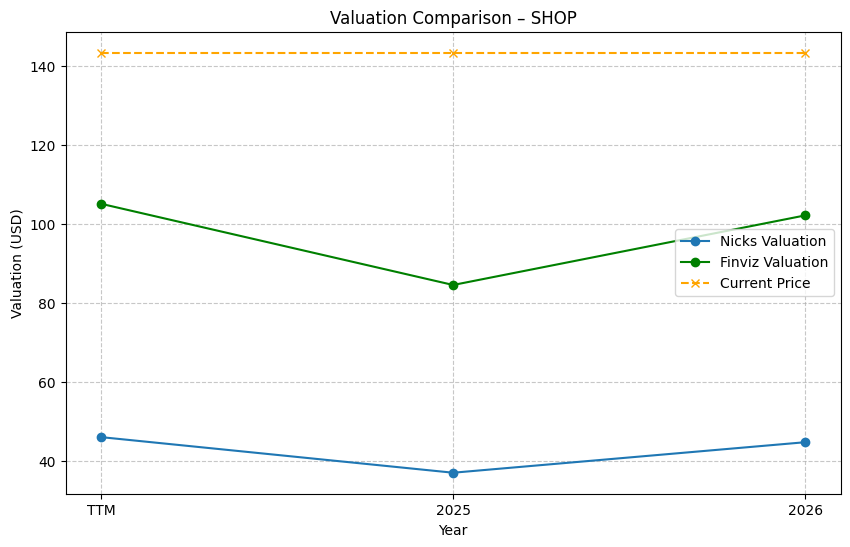 Valuation Comparison – SHOP
Valuation (USD)
140
120
100
80
60
40
Nicks Valuation
Finviz Valuation
Current Price
TTM
2025
2026
Year